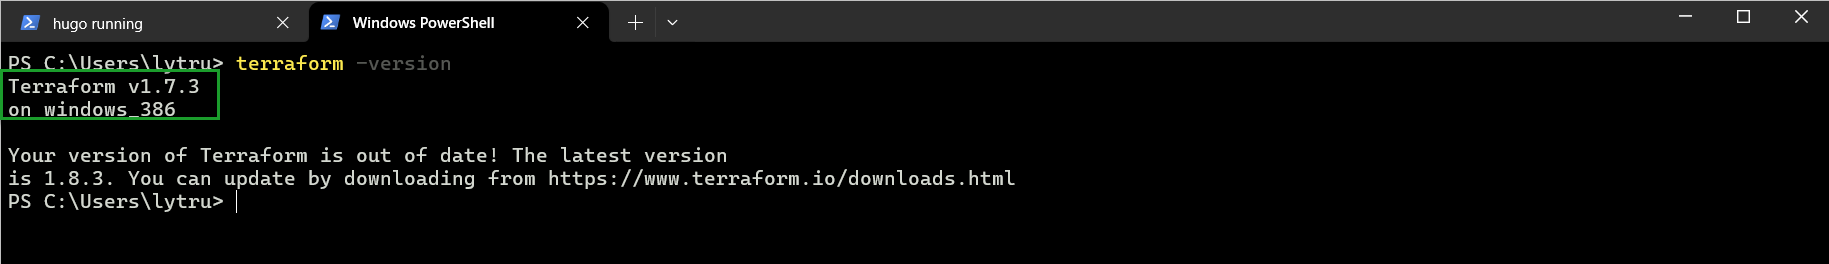 hugo running
Windows PowerShell
PS C:\Users\lytru> terraform -version
Terraform v1.7.3
on windows_386
Your version of Terraform is out of date! The latest version
is 1.8.3. You can update by downloading from https://www.terraform.io/downloads.html
PS C:\Users\lytru>